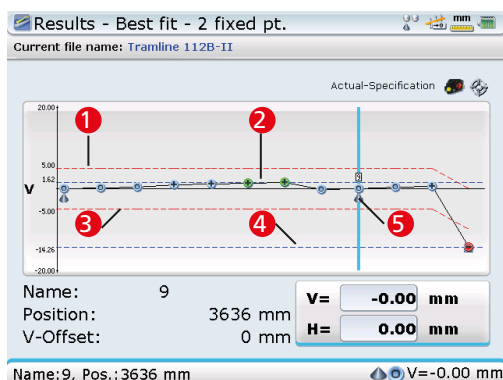 Results - Best fit - 2 fixed pt.
mm
Current file name: Tramline 112B-II
Actual-Specification
20.00
1
2
5.00
1.62
9
V
-5.00
3
4
5
-14.26
-20.00
Name: 9
Position: 3636 mm
V-Offset: 0 mm
V= -0.00 mm
H= 0.00 mm
Name:9, Pos.:3636 mm
V=-0.00 mm